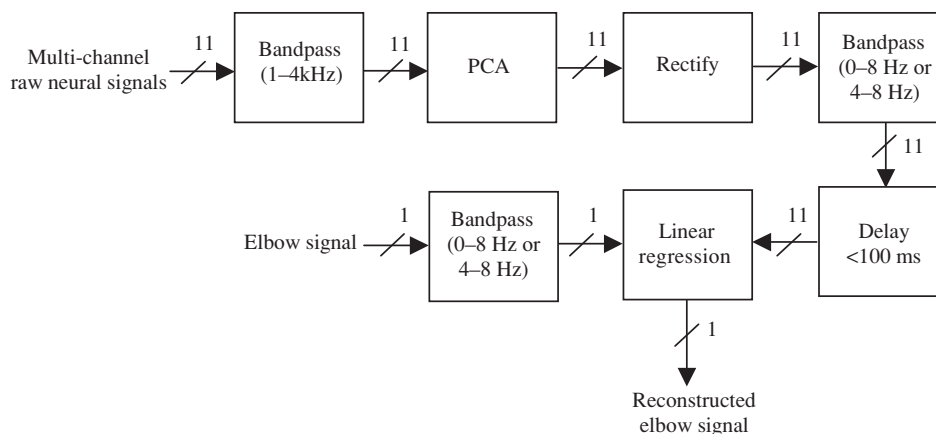 11
11
11
11
Multi-channel
raw neural signals
Bandpass
(1–4kHz)
PCA
Rectify
Bandpass
(0–8 Hz or
4–8 Hz)
11
1
1
11
Elbow signal
Bandpass
(0–8 Hz or
4–8 Hz)
Linear
regression
Delay
<100 ms
1
Reconstructed
elbow signal